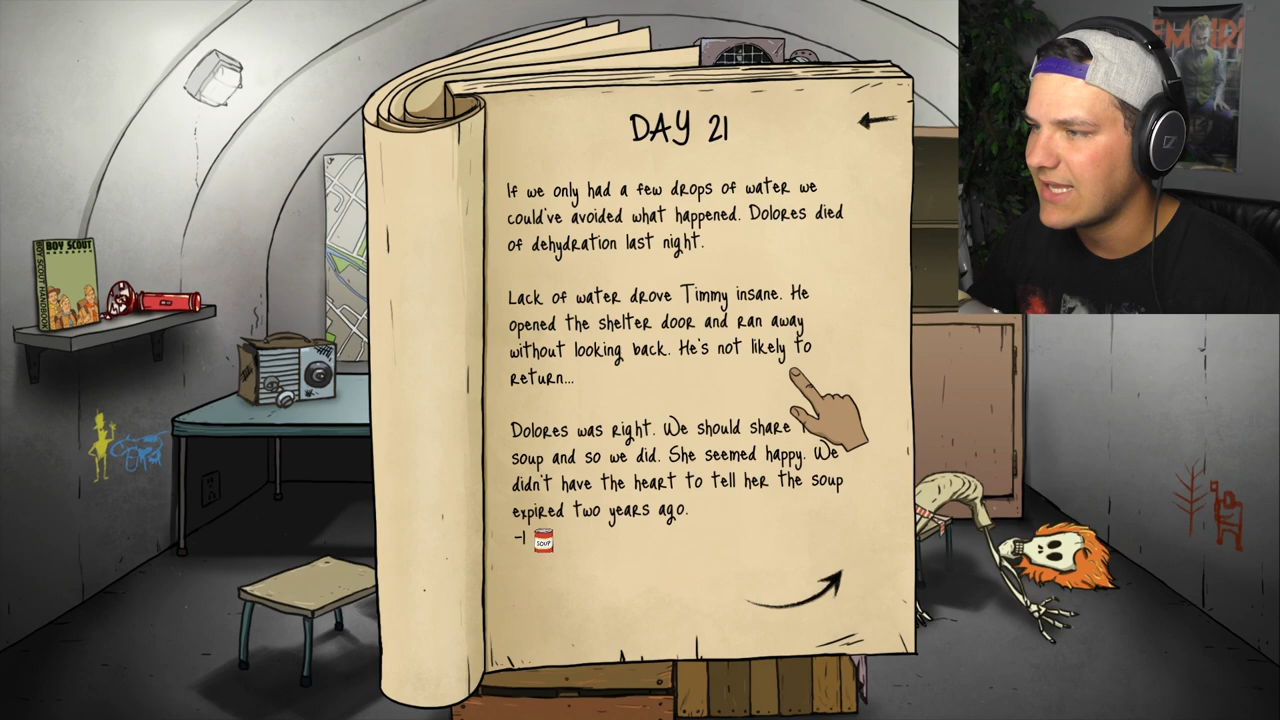 EMPIRE
DAY 21
If we only had a few drops of water we
could've avoided what happened. Dolores died
of dehydration last night.
Lack of water drove Timmy insane. He
opened the shelter door and ran away
without looking back. He's not likely to
return...
Dolores was right. We should share
soup and so we did. She seemed happy. We
didn't have the heart to tell her the soup
expired two years ago.
-1
SOUP
BOY SCOUT
BOY SCOUT HANDBOOK